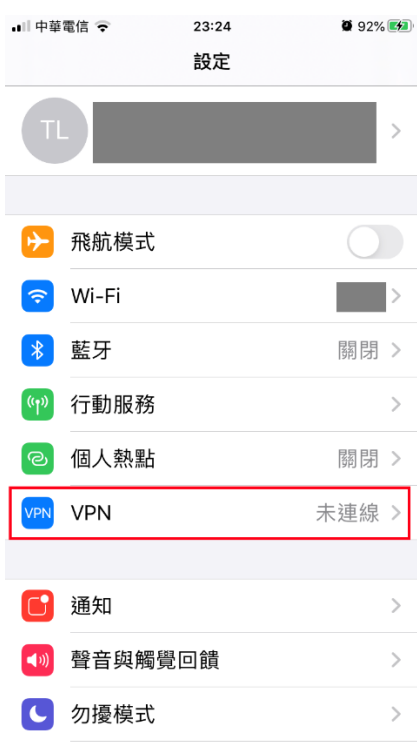 中華電信 23:24 92%
設定
TL
飛航模式
Wi-Fi
藍牙 關閉
行動服務
個人熱點 關閉
VPN VPN 未連線
通知
聲音與觸覺回饋
勿擾模式